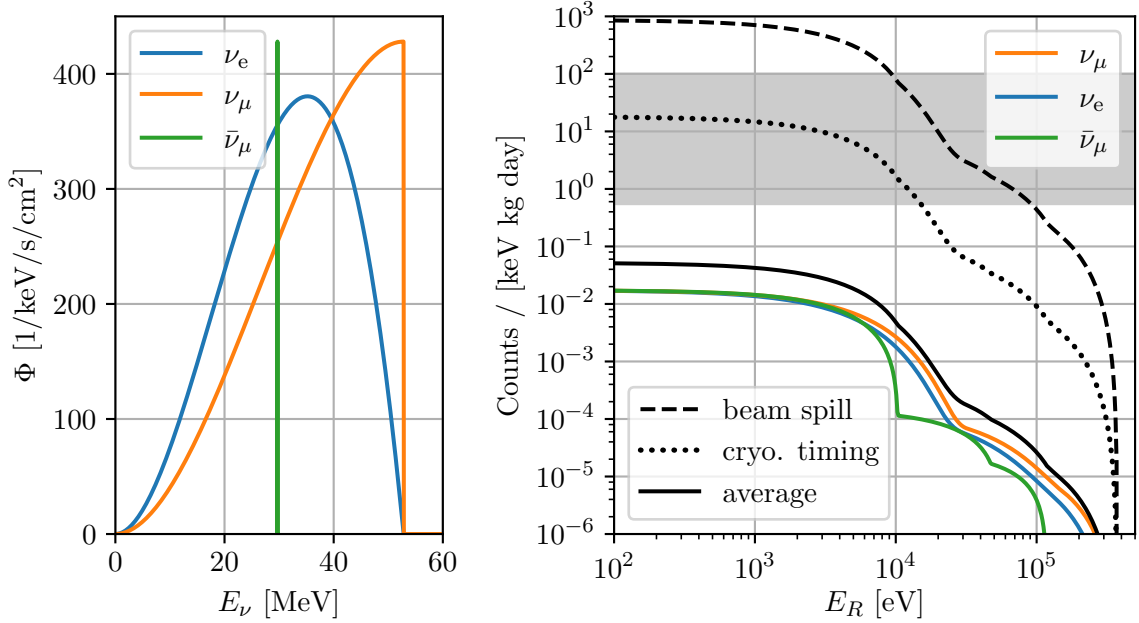 Φ [1/keV/s/cm²]
400
300
200
100
0
0 20 40 60
E_ν [MeV]
ν_e
ν_μ
ν̄_μ
Counts / [keV kg day]
10³
10²
10¹
10⁰
10⁻¹
10⁻²
10⁻³
10⁻⁴
10⁻⁵
10⁻⁶
10² 10³ 10⁴ 10⁵
E_R [eV]
ν_μ
ν_e
ν̄_μ
beam spill
cryo. timing
average